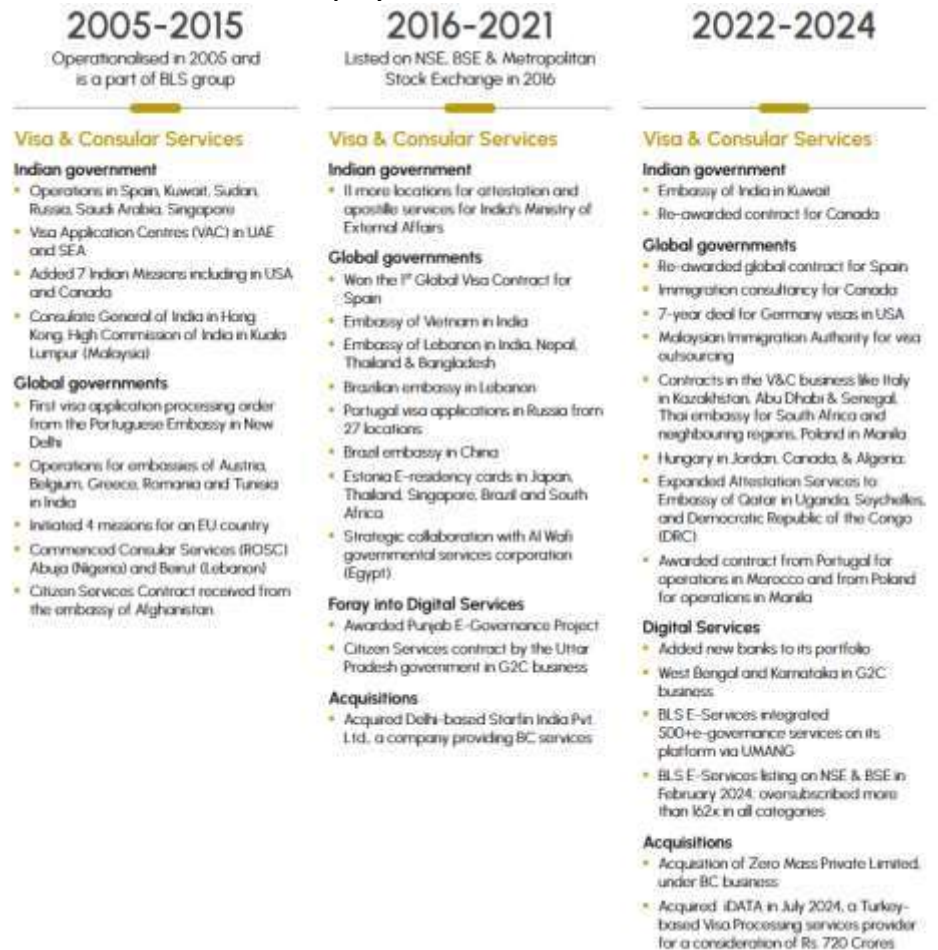 2005-2015
Operationalised in 2005 and
is a part of BLS group
Visa & Consular Services
Indian government
• Operations in Spain, Kuwait, Sudan,
Russia, Saudi Arabia, Singapore
• Visa Application Centres (VAC) in UAE
and SEA
• Added 7 Indian Missions including in USA
and Canada
• Consulate General of India in Hong
Kong, High Commission of India in Kuala
Lumpur (Malaysia)
Global governments
• First visa application processing order
from the Portuguese Embassy in New
Delhi
• Operations for embassies of Austria,
Belgium, Greece, Romania and Tunisia
in India
• Initiated 4 missions for an EU country
• Commenced Consular Services (ROSC)
Abuja (Nigeria) and Beirut (Lebanon)
• Citizen Services Contract received from
the embassy of Afghanistan
2016-2021
Listed on NSE, BSE & Metropolitan
Stock Exchange in 2016
Visa & Consular Services
Indian government
• 11 more locations for attestation and
apostille services for India's Ministry of
External Affairs
Global governments
• Won the 1st Global Visa Contract for
Spain
• Embassy of Vietnam in India
• Embassy of Lebanon in India, Nepal,
Thailand & Bangladesh
• Brazilian embassy in Lebanon
• Portugal visa applications in Russia from
27 locations
• Brazil embassy in China
• Estonia E-residency cards in Japan,
Thailand, Singapore, Brazil and South
Africa
• Strategic collaboration with Al Wafi
governmental services corporation
(Egypt)
Foray into Digital Services
• Awarded Punjab E-Governance Project
• Citizen Services contract by the Uttar
Pradesh government in G2C business
Acquisitions
• Acquired Delhi-based Starfin India Pvt.
Ltd., a company providing BC services
2022-2024
Visa & Consular Services
Indian government
• Embassy of India in Kuwait
• Re-awarded contract for Canada
Global governments
• Re-awarded global contract for Spain
• Immigration consultancy for Canada
• 7-year deal for Germany visas in USA
• Malaysian Immigration Authority for visa
outsourcing
• Contracts in the V&C business like Italy
in Kazakhstan, Abu Dhabi & Senegal,
Thai embassy for South Africa and
neighbouring regions, Poland in Manila
• Hungary in Jordan, Canada, & Algeria;
• Expanded Attestation Services to
Embassy of Qatar in Uganda, Seychelles,
and Democratic Republic of the Congo
(DRC)
• Awarded contract from Portugal for
operations in Morocco and from Poland
for operations in Manila
Digital Services
• Added new banks to its portfolio
• West Bengal and Karnataka in G2C
business
• BLS E-Services integrated
500+e-governance services on its
platform via UMANG
• BLS E-Services listing on NSE & BSE in
February 2024; oversubscribed more
than 162x in all categories
Acquisitions
• Acquisition of Zero Mass Private Limited,
under BC business
• Acquired iDATA in July 2024, a Turkey-
based Visa Processing services provider
for a consideration of Rs. 720 Crores